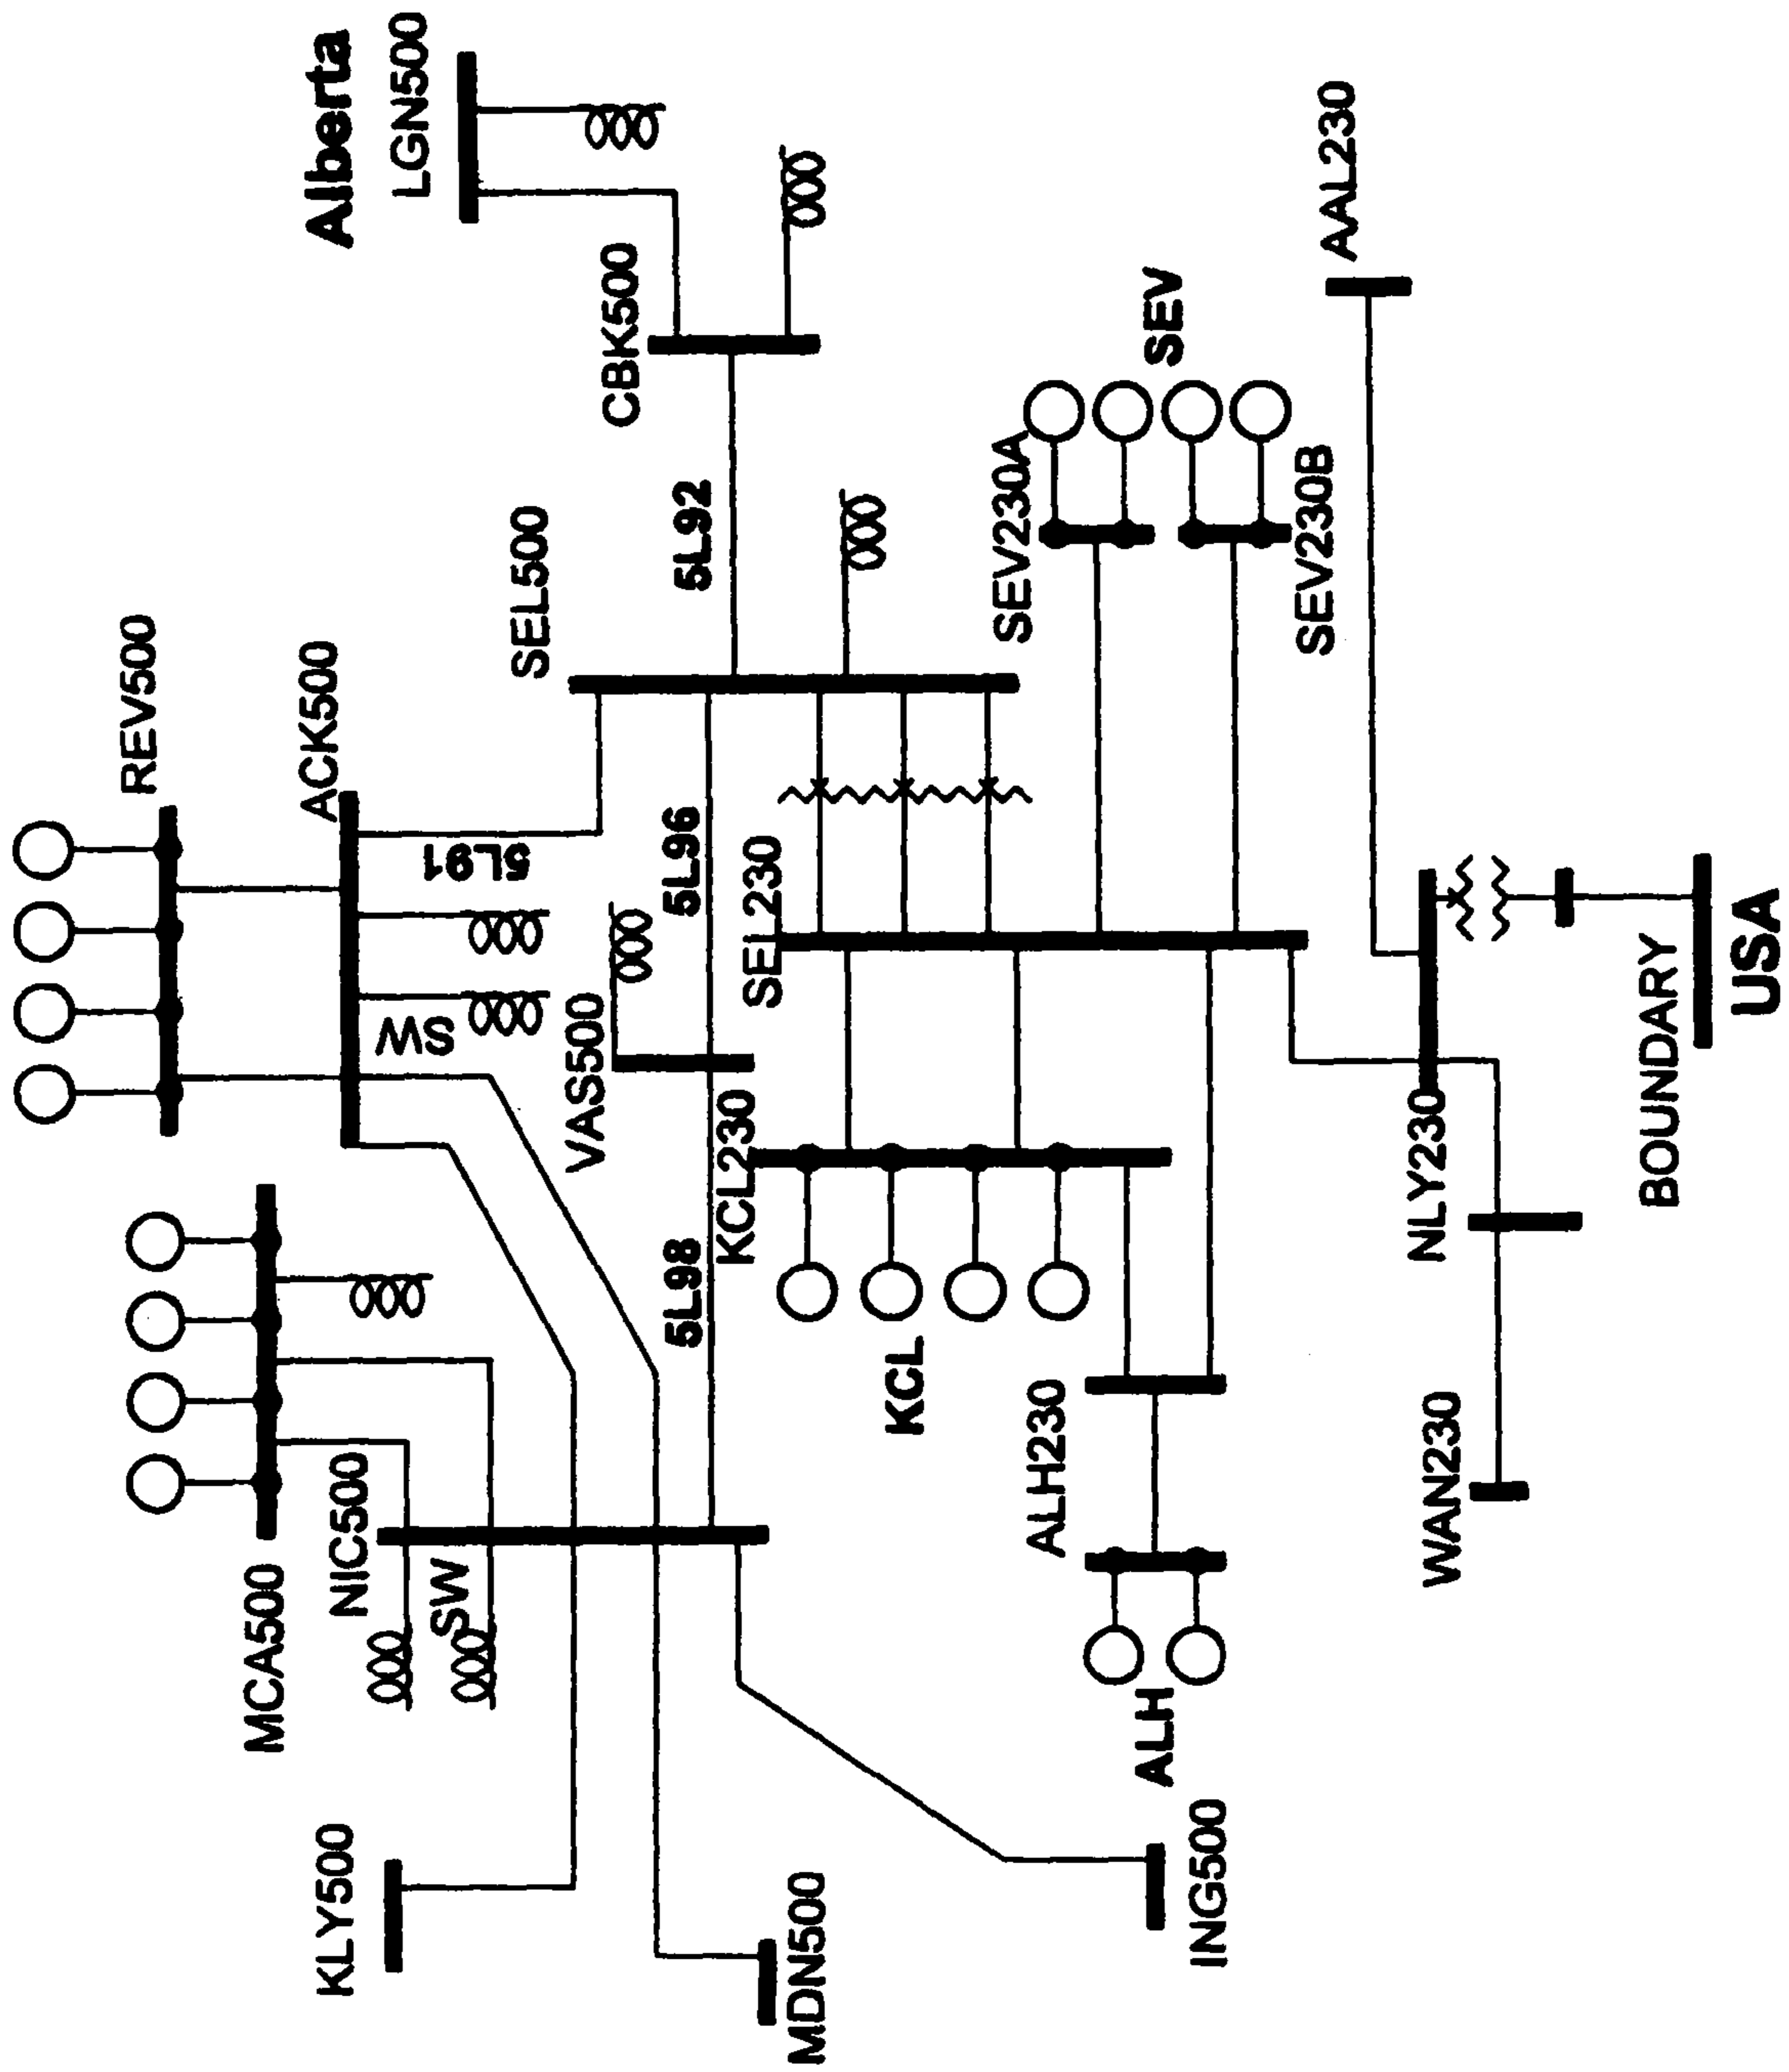 Alberta
LGN500
CBK500
5L92
REV500
ACK500
SEL500
5L91
SW
5L96
VAS500
SEL230
SEV230A
SEV
SEV230B
AAL230
MCA500
NIC500
SW
5L98
KCL230
KCL
ALH230
ALH
KLY500
MDN500
ING500
NLY230
WAN230
BOUNDARY
USA